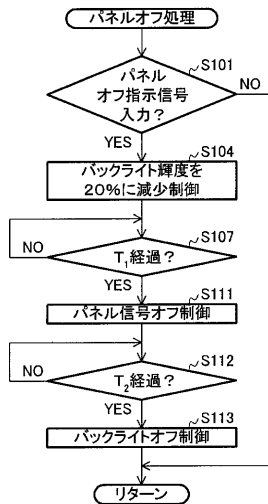 パネルオフ処理
S101
パネル
オフ指示信号
入力？
NO
YES
S104
バックライト輝度を
20%に減少制御
S107
NO
T1経過？
YES
S111
パネル信号オフ制御
S112
NO
T2経過？
YES
S113
バックライトオフ制御
リターン